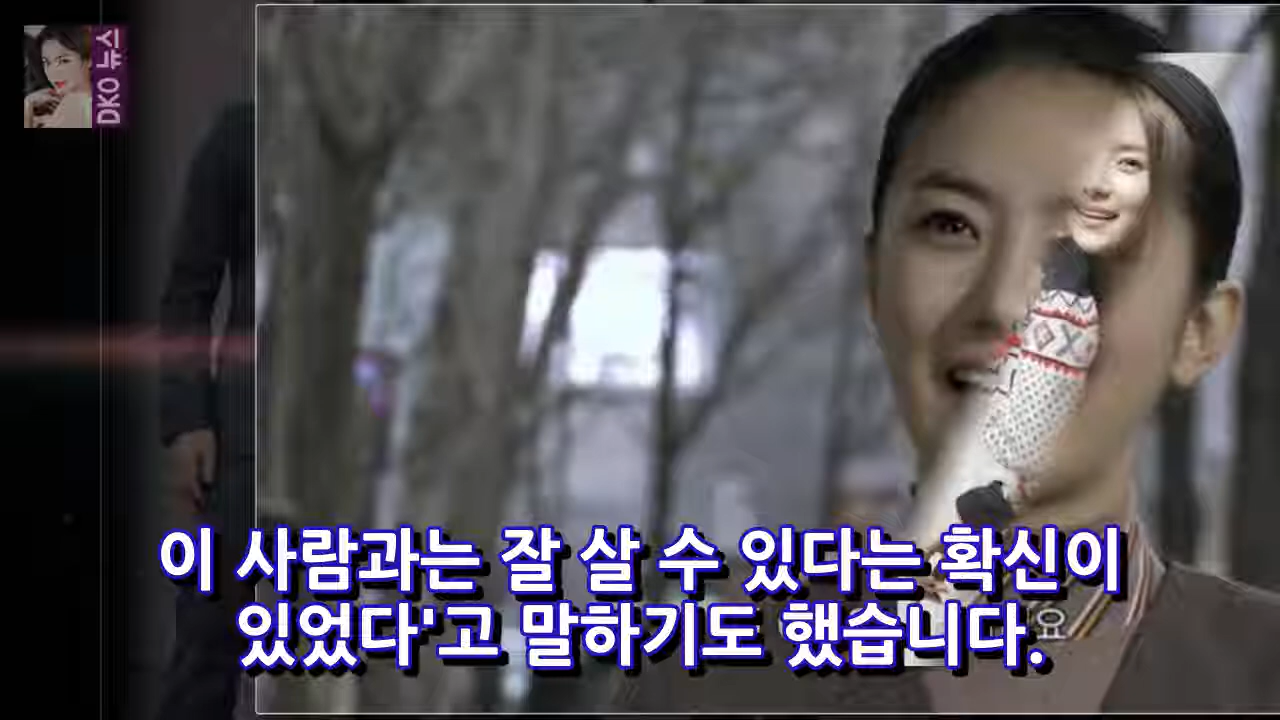 DKO 뉴스
이 사람과는 잘 살 수 있다는 확신이
있었다'고 말하기도 했습니다.
요